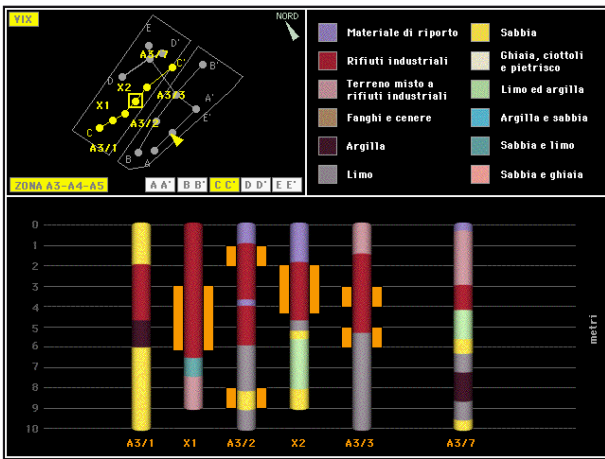 VIX
NORD
E
D'
A3/7
C'
B'
D
X2
A3/3
X1
A'
E'
A3/2
C
A3/1
B
A
ZONA A3-A4-A5
A A'
B B'
C C'
D D'
E E'
Materiale di riporto
Rifiuti industriali
Terreno misto a
rifiuti industriali
Fanghi e cenere
Argilla
Limo
Sabbia
Ghiaia, ciottoli
e pietrisco
Limo ed argilla
Argilla e sabbia
Sabbia e limo
Sabbia e ghiaia
0
1
2
3
4
5
6
7
8
9
10
metri
A3/1
X1
A3/2
X2
A3/3
A3/7